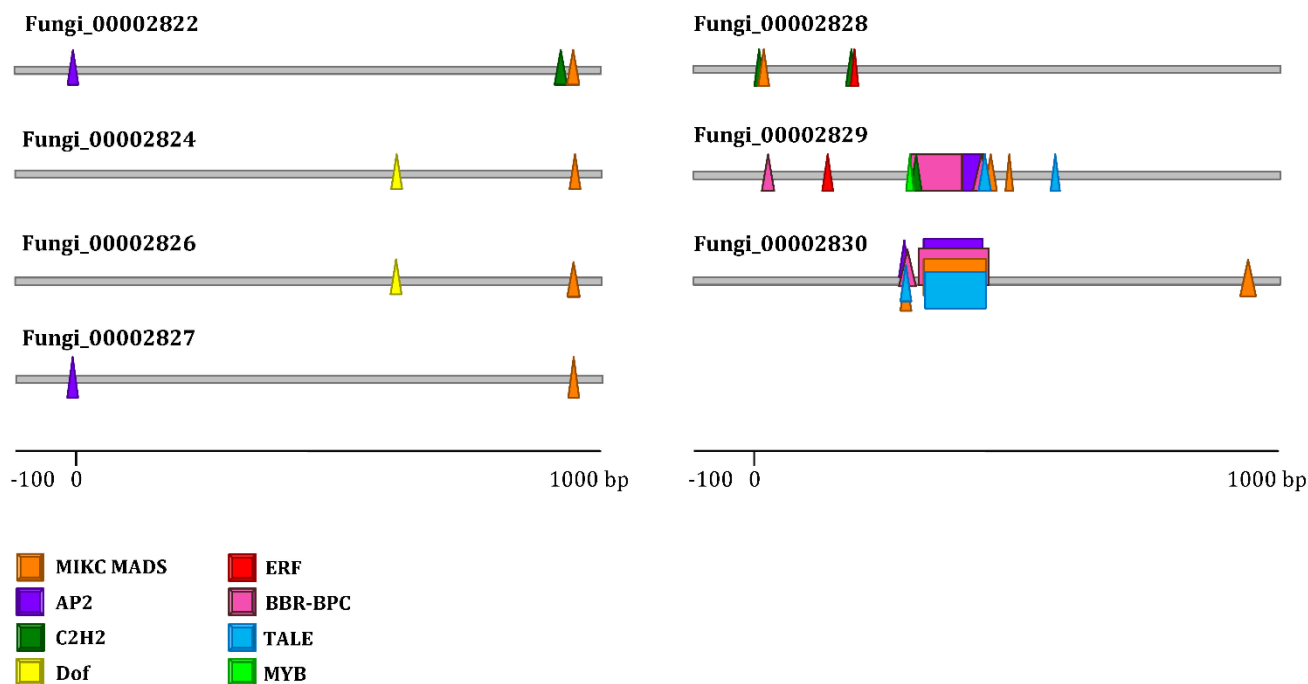 Fungi_00002822
Fungi_00002824
Fungi_00002826
Fungi_00002827
-100 0 1000 bp
Fungi_00002828
Fungi_00002829
Fungi_00002830
-100 0 1000 bp
MIKC MADS
AP2
C2H2
Dof
ERF
BBR-BPC
TALE
MYB